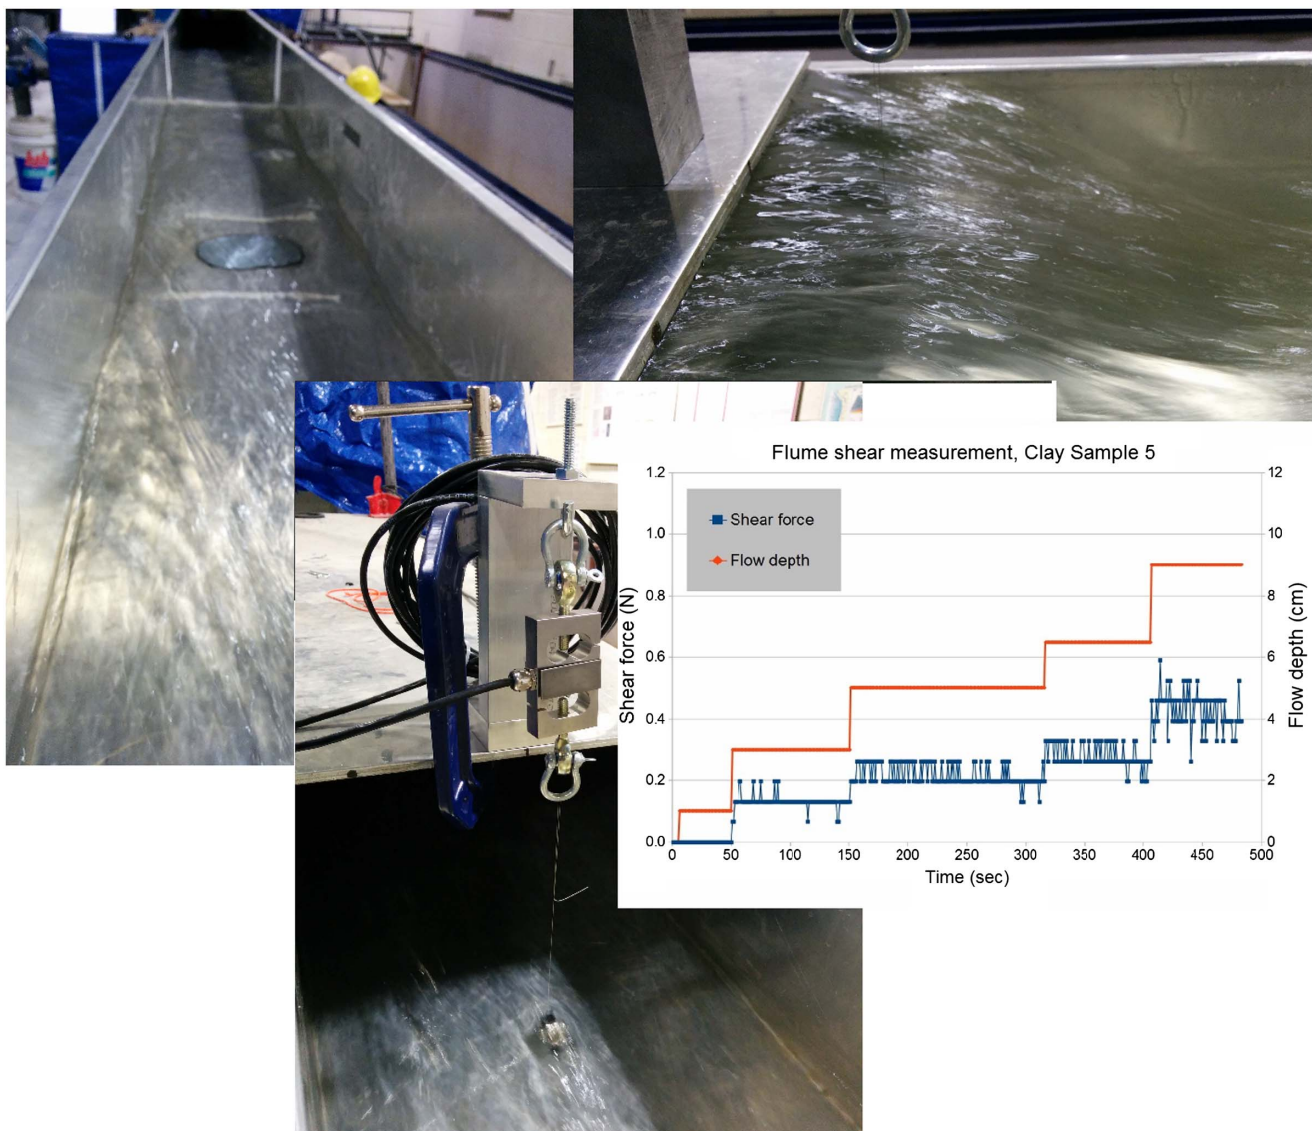 Flume shear measurement, Clay Sample 5
1.2
1.0
0.8
0.6
0.4
0.2
0.0
Shear force (N)
Shear force
Flow depth
12
10
8
6
4
2
0
Flow depth (cm)
0 50 100 150 200 250 300 350 400 450 500
Time (sec)